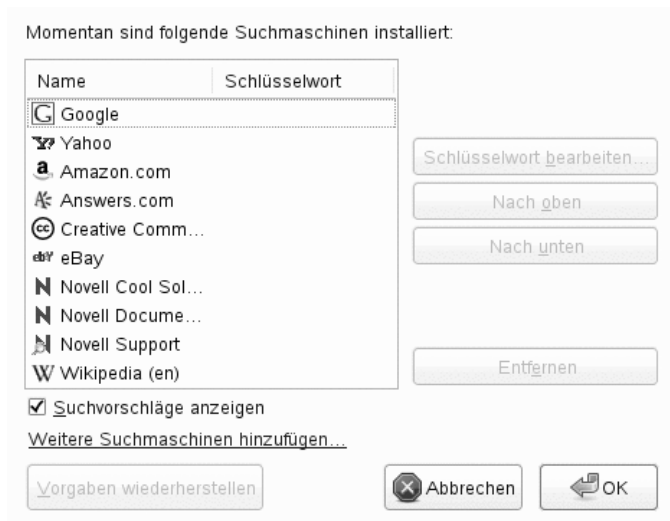 Momentan sind folgende Suchmaschinen installiert:
Name Schlüsselwort
Google
Yahoo
Amazon.com
Answers.com
Creative Comm...
eBay
Novell Cool Sol...
Novell Docume...
Novell Support
Wikipedia (en)
Schlüsselwort bearbeiten...
Nach oben
Nach unten
Entfernen
Suchvorschläge anzeigen
Weitere Suchmaschinen hinzufügen...
Vorgaben wiederherstellen
Abbrechen
OK